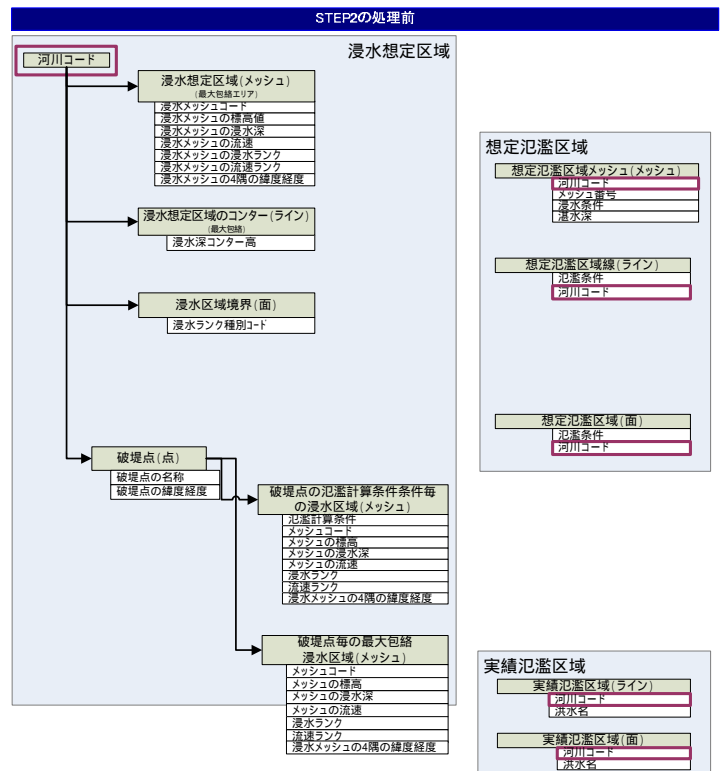 STEP2の処理前
浸水想定区域
河川コード
浸水想定区域(メッシュ)
(最大包絡エリア)
浸水メッシュコード
浸水メッシュの標高値
浸水メッシュの浸水深
浸水メッシュの流速
浸水メッシュの浸水ランク
浸水メッシュの流速ランク
浸水メッシュの4隅の緯度経度
浸水想定区域のコンター(ライン)
(最大包絡)
浸水深コンター高
浸水区域境界(面)
浸水ランク種別コード
破堤点(点)
破堤点の名称
破堤点の緯度経度
破堤点の氾濫計算条件条件毎
の浸水区域(メッシュ)
氾濫計算条件
メッシュコード
メッシュの標高
メッシュの浸水深
メッシュの流速
浸水ランク
流速ランク
浸水メッシュの4隅の緯度経度
破堤点毎の最大包絡
浸水区域(メッシュ)
メッシュコード
メッシュの標高
メッシュの浸水深
メッシュの流速
浸水ランク
流速ランク
浸水メッシュの4隅の緯度経度
想定氾濫区域
想定氾濫区域メッシュ(メッシュ)
河川コード
メッシュ番号
浸水条件
湛水深
想定氾濫区域線(ライン)
氾濫条件
河川コード
想定氾濫区域(面)
氾濫条件
河川コード
実績氾濫区域
実績氾濫区域(ライン)
河川コード
洪水名
実績氾濫区域(面)
河川コード
洪水名